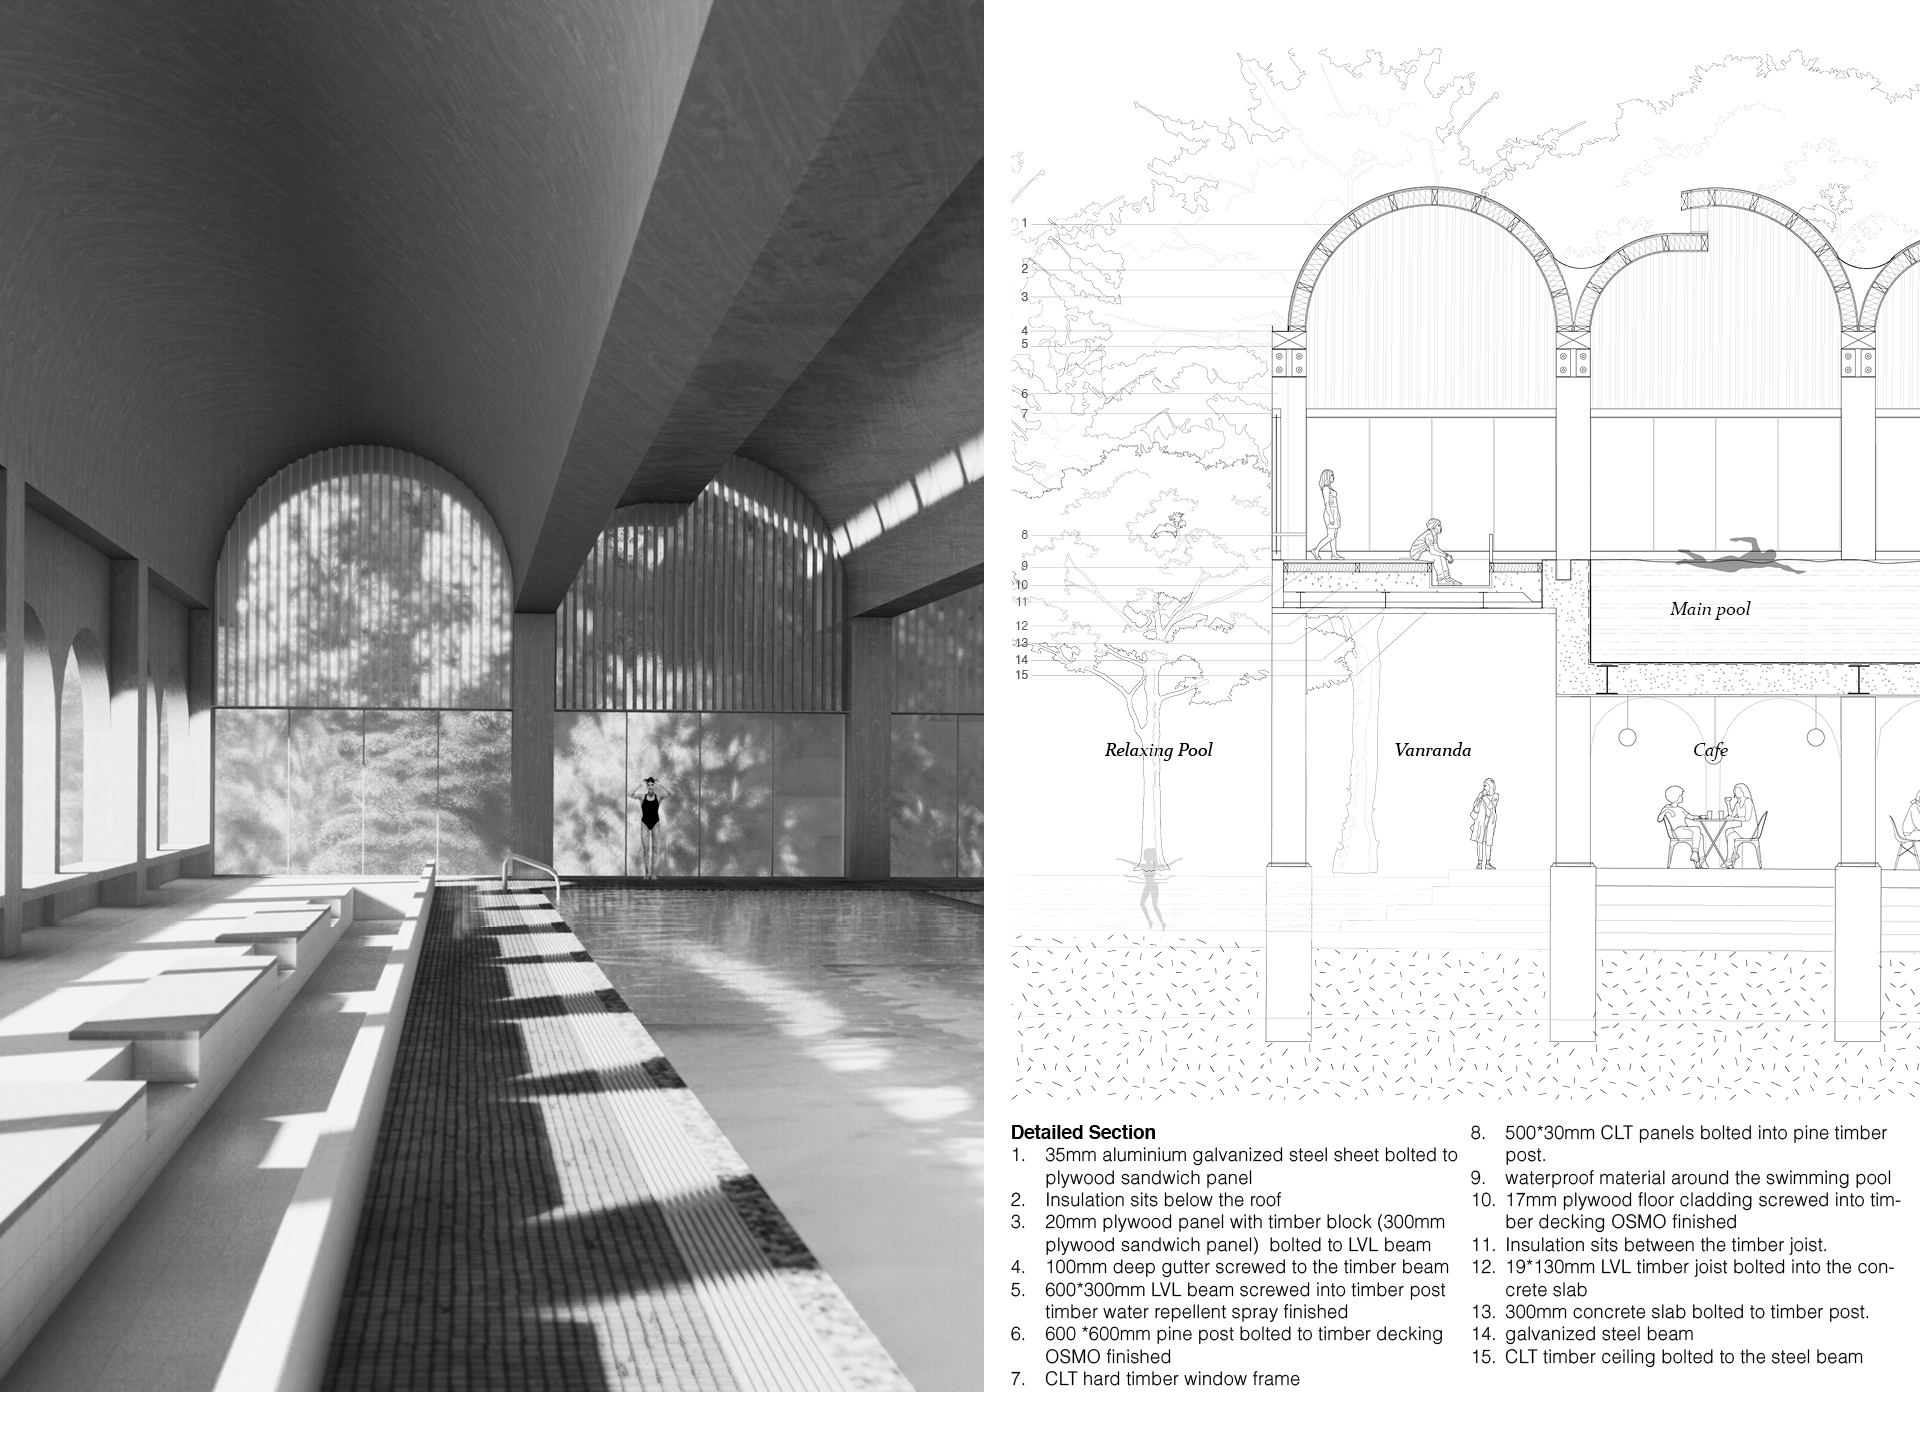 1
2
3
4
5
6
7
8
9
10
11
12
13
14
15
Main pool
Relaxing Pool
Vanranda
Cafe
Detailed Section
1. 35mm aluminium galvanized steel sheet bolted to
plywood sandwich panel
2. Insulation sits below the roof
3. 20mm plywood panel with timber block (300mm
plywood sandwich panel) bolted to LVL beam
4. 100mm deep gutter screwed to the timber beam
5. 600*300mm LVL beam screwed into timber post
timber water repellent spray finished
6. 600 *600mm pine post bolted to timber decking
OSMO finished
7. CLT hard timber window frame
8. 500*30mm CLT panels bolted into pine timber
post.
9. waterproof material around the swimming pool
10. 17mm plywood floor cladding screwed into tim-
ber decking OSMO finished
11. Insulation sits between the timber joist.
12. 19*130mm LVL timber joist bolted into the con-
crete slab
13. 300mm concrete slab bolted to timber post.
14. galvanized steel beam
15. CLT timber ceiling bolted to the steel beam